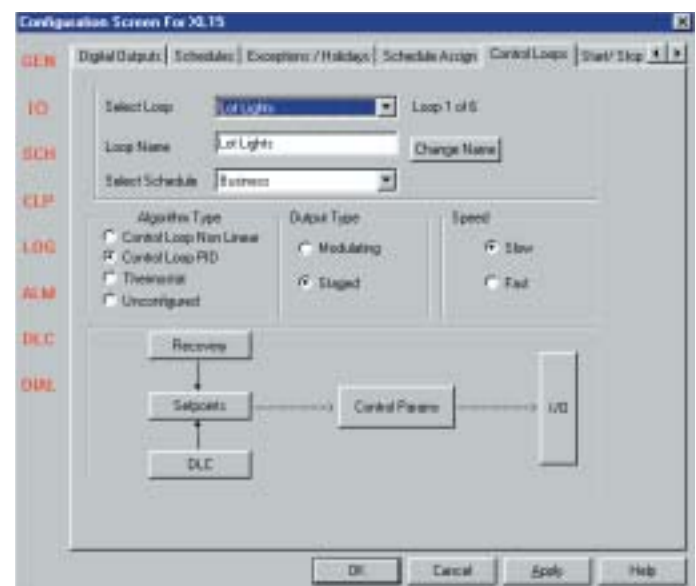 Configuration Screen For XL15
Digital Outputs Schedules Exceptions / Holidays Schedule Assign Control Loops Start/ Stop
GEN
IO
SCH
CLP
LOG
ALM
DLC
DIAL
Select Loop Lot Lights Loop 1 of 6
Loop Name Lot Lights Change Name
Select Schedule Business
Algorithm Type
Control Loop Non Linear
Control Loop PID
Thermostat
Unconfigured
Output Type
Modulating
Staged
Speed
Slow
Fast
Recovery
Setpoints Control Params I/O
DLC
OK Cancel Apply Help